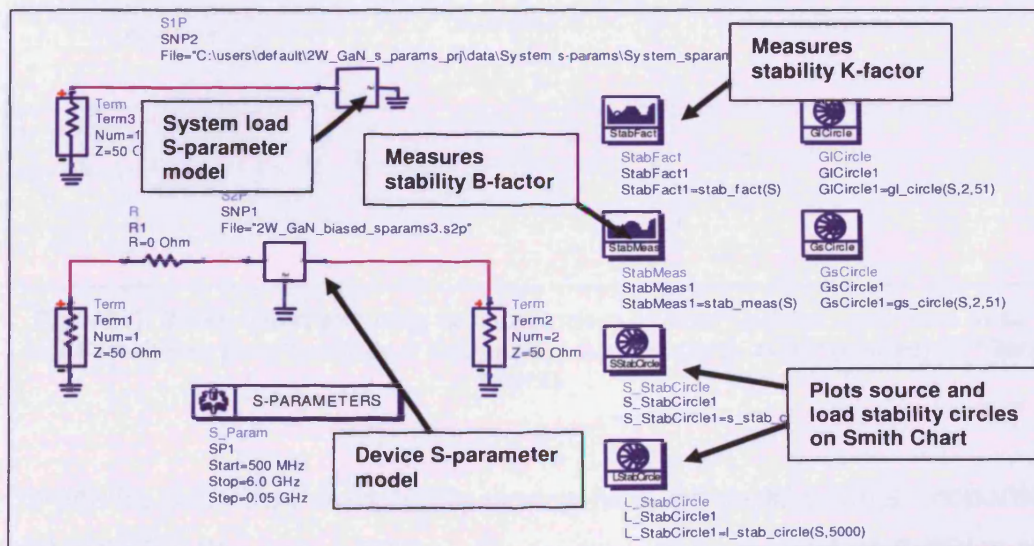 S1P
SNP2
File="C:\users\default\2W_GaN_s_params_prj\data\System s-params\System_sparam
Term
Term3
Num=1
Z=50 O
System load
S-parameter
model
Measures
stability K-factor
Measures
stability B-factor
StabFact
StabFact
StabFact1
StabFact1=stab_fact(S)
GlCircle
GlCircle
GlCircle1
GlCircle1=gl_circle(S,2,51)
R
R1
R=0 Ohm
S2P
SNP1
File="2W_GaN_biased_sparams3.s2p"
Ref
Term
Term1
Num=1
Z=50 Ohm
Term
Term2
Num=2
Z=50 Ohm
StabMeas
StabMeas
StabMeas1
StabMeas1=stab_meas(S)
GsCircle
GsCircle
GsCircle1
GsCircle1=gs_circle(S,2,51)
S-PARAMETERS
S_Param
SP1
Start=500 MHz
Stop=6.0 GHz
Step=0.05 GHz
Device S-parameter
model
SStabCircle
S_StabCircle
S_StabCircle1
S_StabCircle1=s_stab_c
Plots source and
load stability circles
on Smith Chart
LStabCircle
L_StabCircle
L_StabCircle1
L_StabCircle1=l_stab_circle(S,5000)